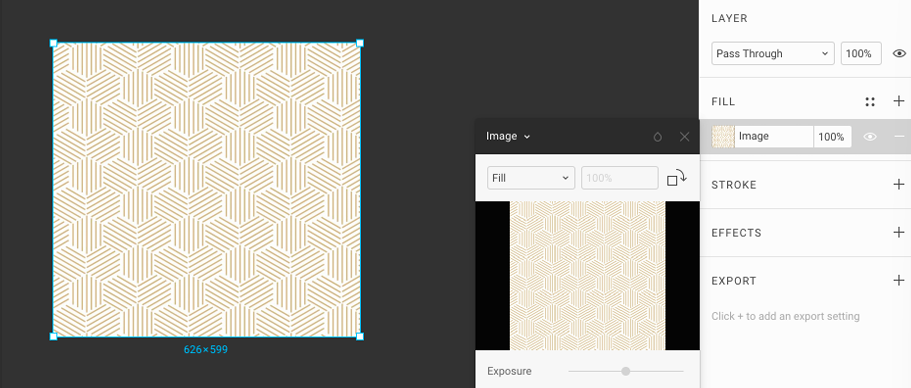 LAYER
Pass Through 100%
FILL
Image 100%
Image
Fill 100%
STROKE
EFFECTS
EXPORT
Click + to add an export setting
626×599
Exposure